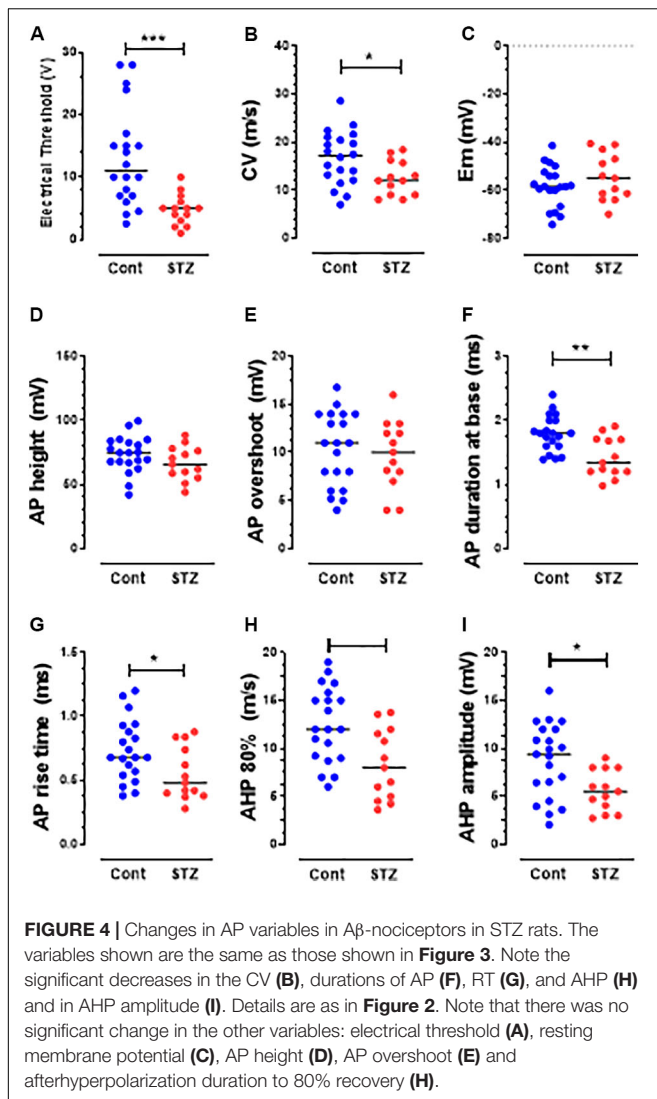 A
***
Electrical Threshold (V)
30
20
10
0
Cont STZ
B
*
CV (m/s)
40
30
20
10
0
Cont STZ
C
Em (mV)
0
-20
-40
-60
-80
Cont STZ
D
AP height (mV)
150
100
50
0
Cont STZ
E
AP overshoot (mV)
20
15
10
5
0
Cont STZ
F
**
AP duration at base (ms)
3
2
1
0
Cont STZ
G
*
AP rise time (ms)
1.5
1.0
0.5
0.0
Cont STZ
H
AHP 80% (m/s)
20
15
10
5
0
Cont STZ
I
*
AHP amplitude (mV)
20
15
10
5
0
Cont STZ
FIGURE 4 | Changes in AP variables in Aβ-nociceptors in STZ rats. The
variables shown are the same as those shown in Figure 3. Note the
significant decreases in the CV (B), durations of AP (F), RT (G), and AHP (H)
and in AHP amplitude (I). Details are as in Figure 2. Note that there was no
significant change in the other variables: electrical threshold (A), resting
membrane potential (C), AP height (D), AP overshoot (E) and
afterhyperpolarization duration to 80% recovery (H).